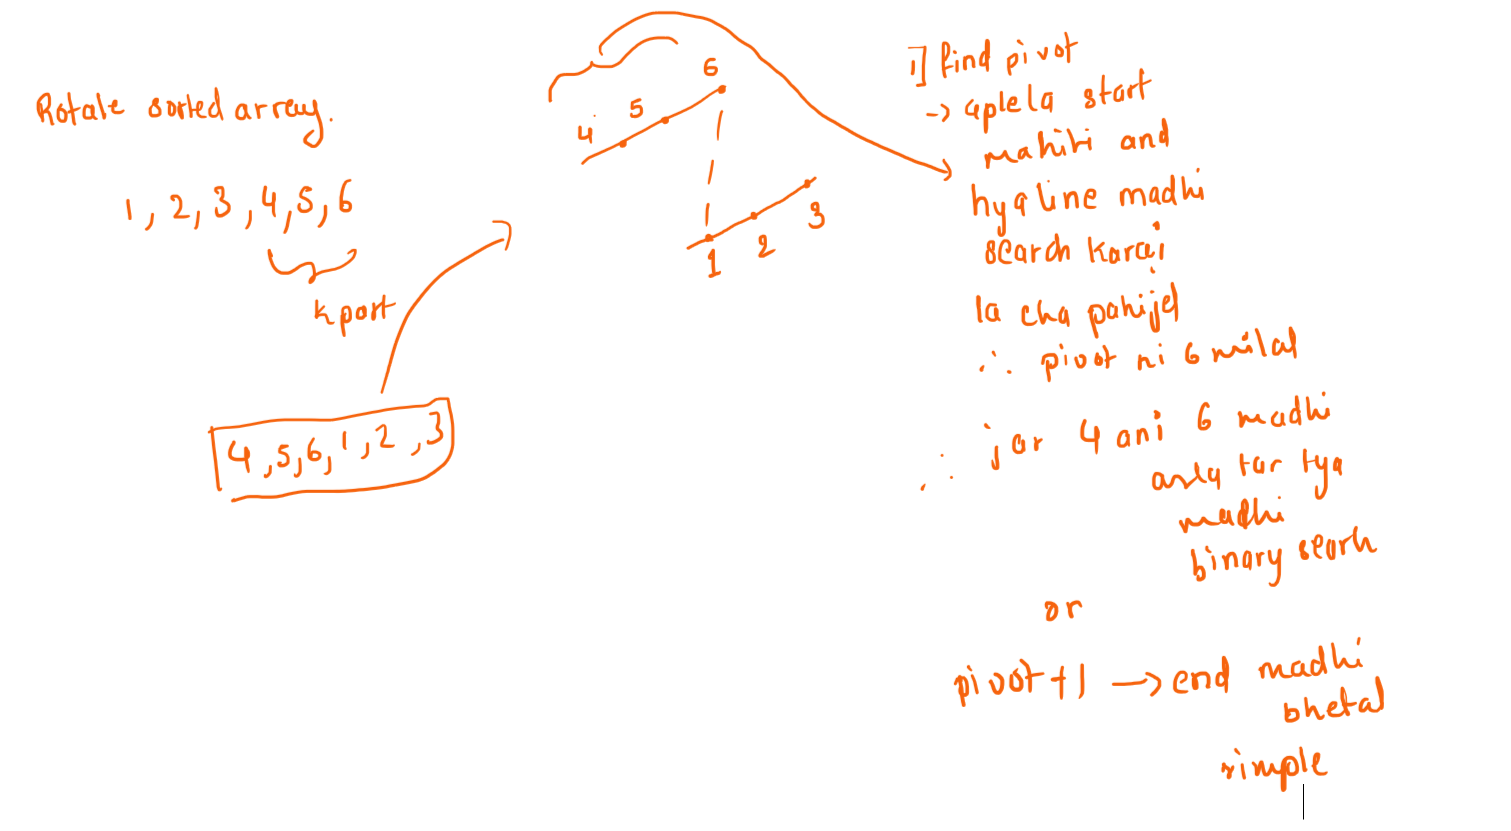 Rotate sorted array.
1, 2, 3, 4, 5, 6
k part
4, 5, 6, 1, 2, 3
4 5 6
1 2 3
1] find pivot
-> aplela start
mahiti and
hya line madhi
search karai
la cha pahijel
∴ pivot ni 6 milal
∴ jar 4 ani 6 madhi
asla tar tya
madhi
binary searh
or
pivot+1 -> end madhi
bhetal
simple